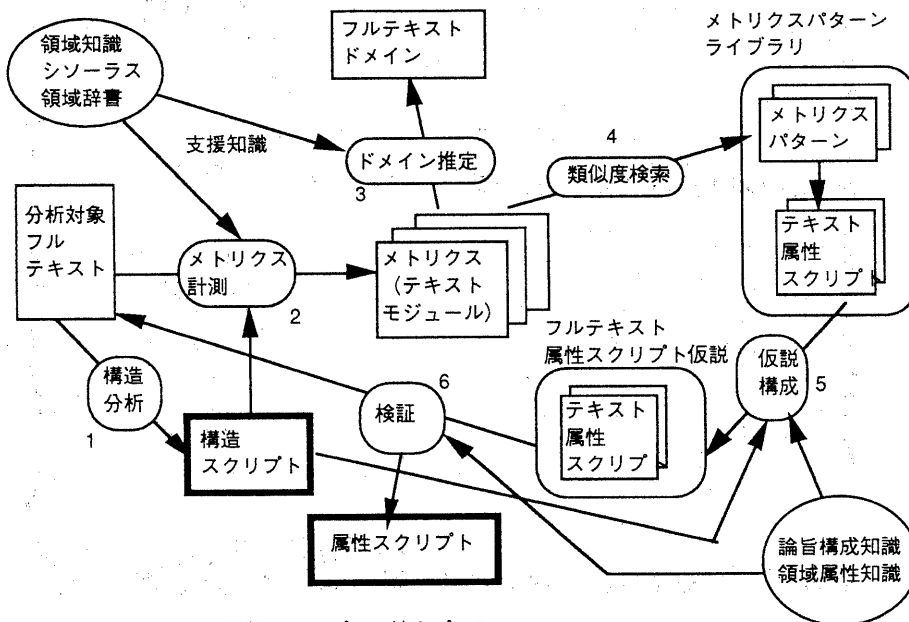 領域知識
シソーラス
領域辞書
フルテキスト
ドメイン
メトリクスパターン
ライブラリ
支援知識
ドメイン推定
3
4
類似度検索
メトリクス
パターン
テキスト
属性
スクリプト
分析対象
フル
テキスト
メトリクス
計測
2
メトリクス
（テキスト
モジュール）
フルテキスト
属性スクリプト仮説
仮説
構成
5
構造
分析
1
構造
スクリプト
6
検証
テキスト
属性
スクリプ
属性スクリプト
論旨構成知識
領域属性知識